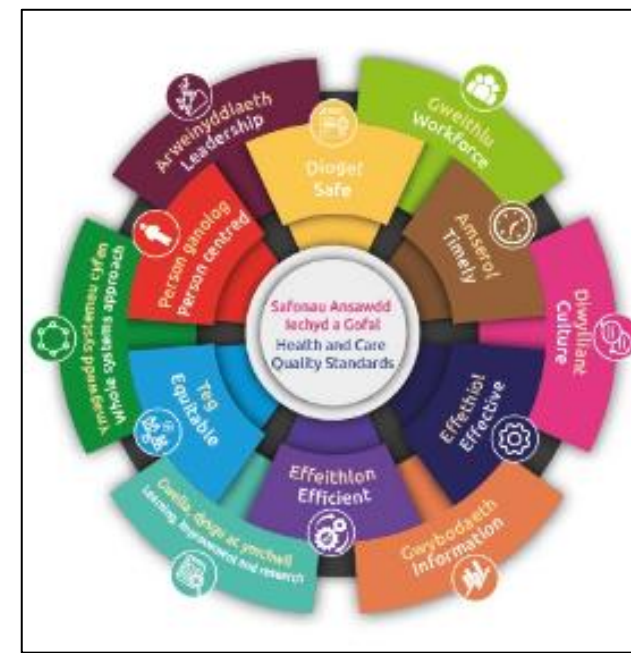 Safonau Ansawdd
Iechyd a Gofal
Health and Care
Quality Standards
Diogel
Safe
Amserol
Timely
Effeithiol
Effective
Effeithlon
Efficient
Teg
Equitable
Person ganolog
Person centred
Arweinyddiaeth
Leadership
Gweithlu
Workforce
Diwylliant
Culture
Gwybodaeth
Information
Learning, improvement and research
Ymagwedd systemau cyfan
Whole systems approach